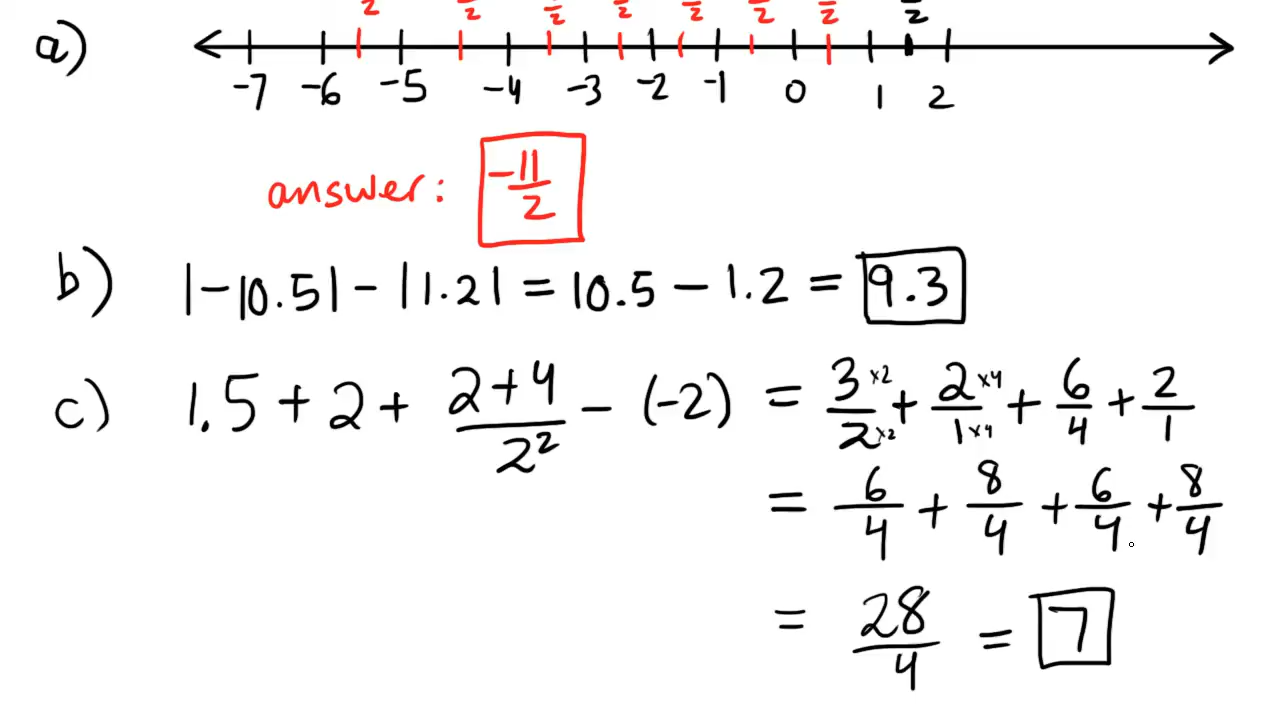 a)
-7 -6 -5 -4 -3 -2 -1 0 1 2
answer: -11/2
b) |-10.5| - |1.2| = 10.5 - 1.2 = 9.3
c) 1.5 + 2 + (2+4)/2² - (-2) = 3×2/2×2 + 2×4/1×4 + 6/4 + 2/1
= 6/4 + 8/4 + 6/4 + 8/4
= 28/4 = 7